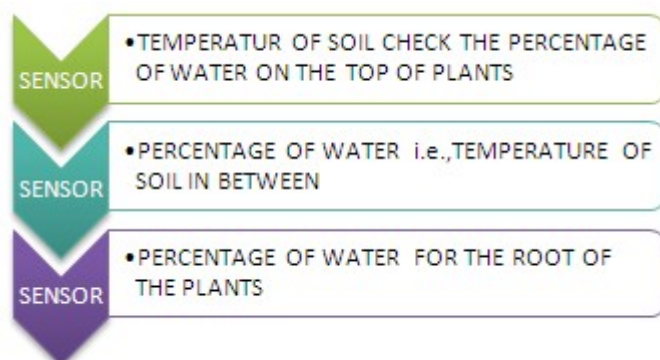 SENSOR
•TEMPERATUR OF SOIL CHECK THE PERCENTAGE
OF WATER ON THE TOP OF PLANTS
SENSOR
•PERCENTAGE OF WATER i.e.,TEMPERATURE OF
SOIL IN BETWEEN
SENSOR
•PERCENTAGE OF WATER FOR THE ROOT OF
THE PLANTS